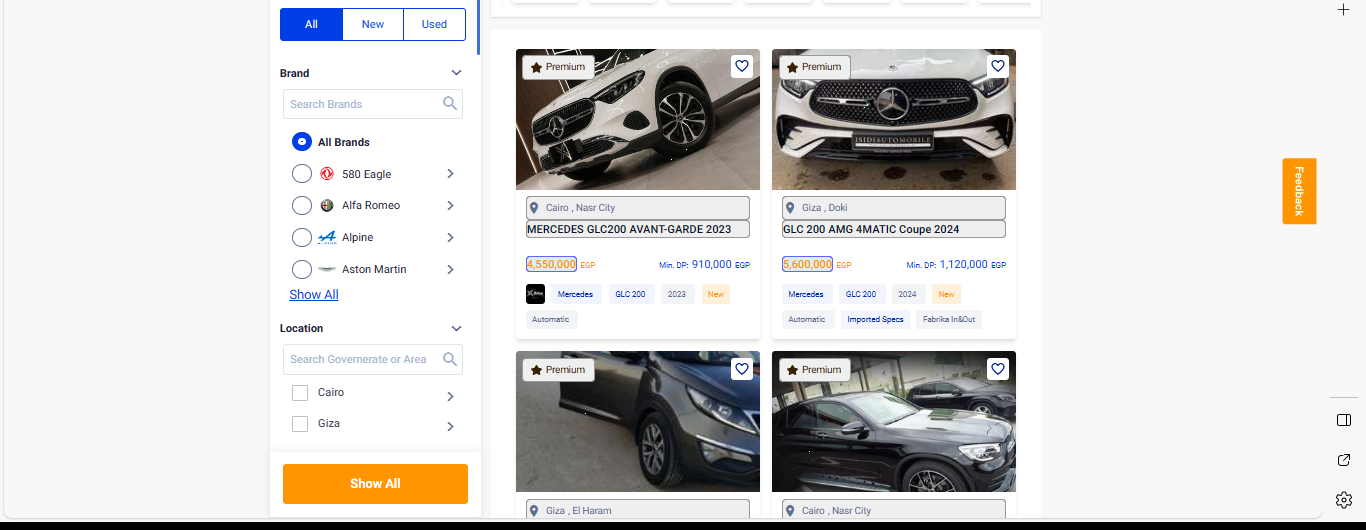 All
New
Used
Brand
Search Brands
All Brands
580 Eagle
Alfa Romeo
Alpine
Aston Martin
Show All
Location
Search Governerate or Area
Cairo
Giza
Show All
Premium
Cairo , Nasr City
MERCEDES GLC200 AVANT-GARDE 2023
4,550,000 EGP
Min. DP: 910,000 EGP
Mercedes
GLC 200
2023
New
Automatic
Premium
ISIDIAUTOMOBILE
Giza , Doki
GLC 200 AMG 4MATIC Coupe 2024
5,600,000 EGP
Min. DP: 1,120,000 EGP
Mercedes
GLC 200
2024
New
Automatic
Imported Specs
Fabrika In&Out
Premium
Giza , El Haram
Premium
Cairo , Nasr City
Feedback